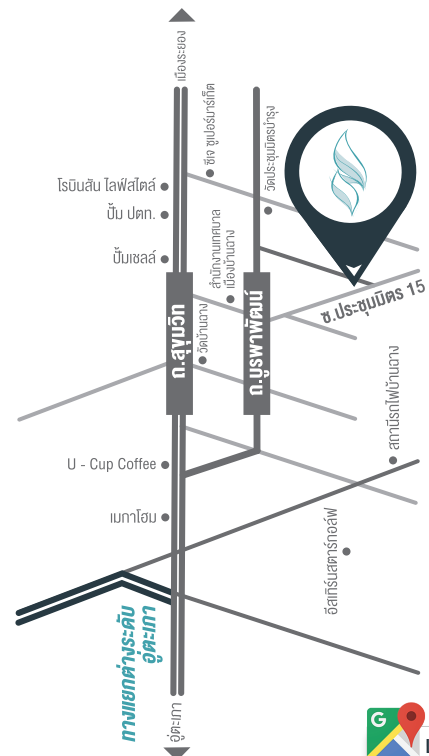 เมืองระยอง
ซีเจ ซูเปอร์มาร์เก็ต
วัดประชุมมิตรบำรุง
โรบินสัน ไลฟ์สไตล์
ปั๊ม ปตท.
ปั๊มเชลล์
สำนักงานเทศบาล
เมืองบ้านฉาง
ซ.ประชุมมิตร 15
ถ.สุขุมวิท
วัดบ้านฉาง
ถ.บูรพาพัฒน์
สถานีรถไฟบ้านฉาง
U - Cup Coffee
เมกาโฮม
อีสเทิร์นสตาร์กอล์ฟ
ทางแยกต่างระดับ
อู่ตะเภา
อู่ตะเภา
G